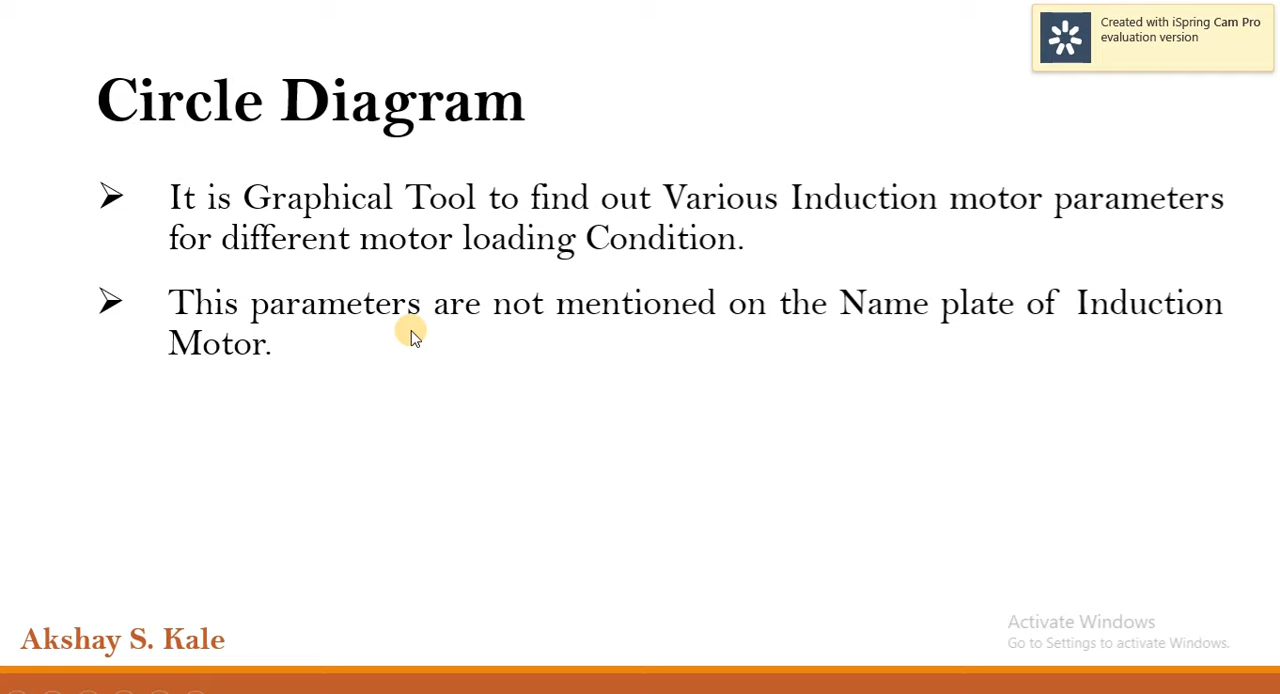 Created with iSpring Cam Pro
evaluation version
Circle Diagram
➢ It is Graphical Tool to find out Various Induction motor parameters
for different motor loading Condition.
➢ This parameters are not mentioned on the Name plate of Induction
Motor.
Activate Windows
Go to Settings to activate Windows.
Akshay S. Kale